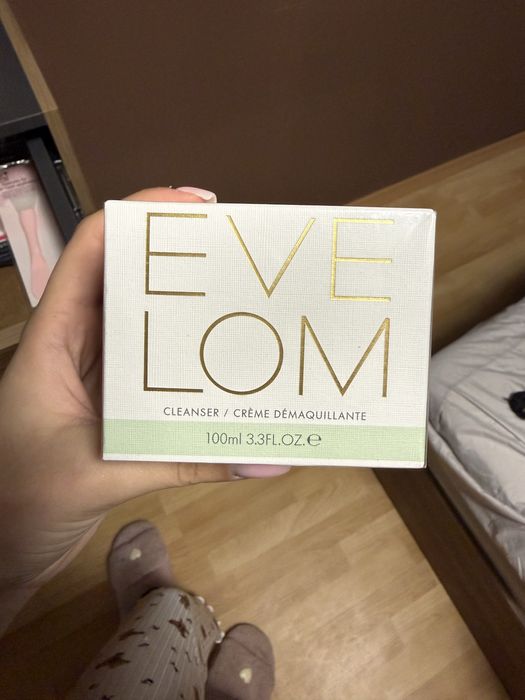 EVE
LOM
CLEANSER / CRÈME DÉMAQUILLANTE
100ml 3.3FL.OZ.℮